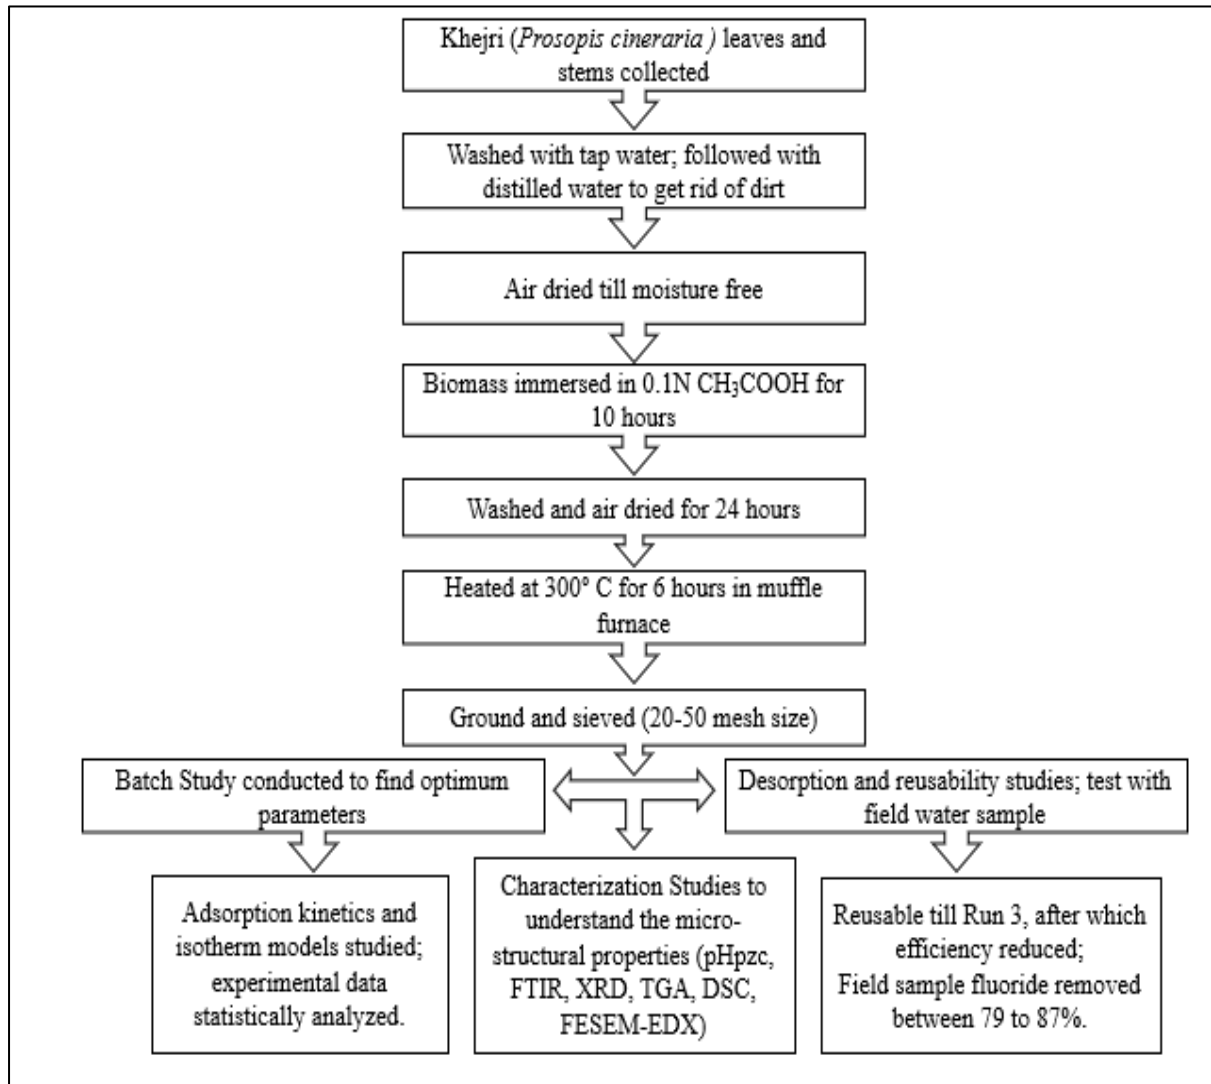 Khejri (Prosopis cineraria ) leaves and
stems collected
Washed with tap water; followed with
distilled water to get rid of dirt
Air dried till moisture free
Biomass immersed in 0.1N CH₃COOH for
10 hours
Washed and air dried for 24 hours
Heated at 300° C for 6 hours in muffle
furnace
Ground and sieved (20-50 mesh size)
Batch Study conducted to find optimum
parameters
Desorption and reusability studies; test with
field water sample
Adsorption kinetics and
isotherm models studied;
experimental data
statistically analyzed.
Characterization Studies to
understand the micro-
structural properties (pHpzc,
FTIR, XRD, TGA, DSC,
FESEM-EDX)
Reusable till Run 3, after which
efficiency reduced;
Field sample fluoride removed
between 79 to 87%.